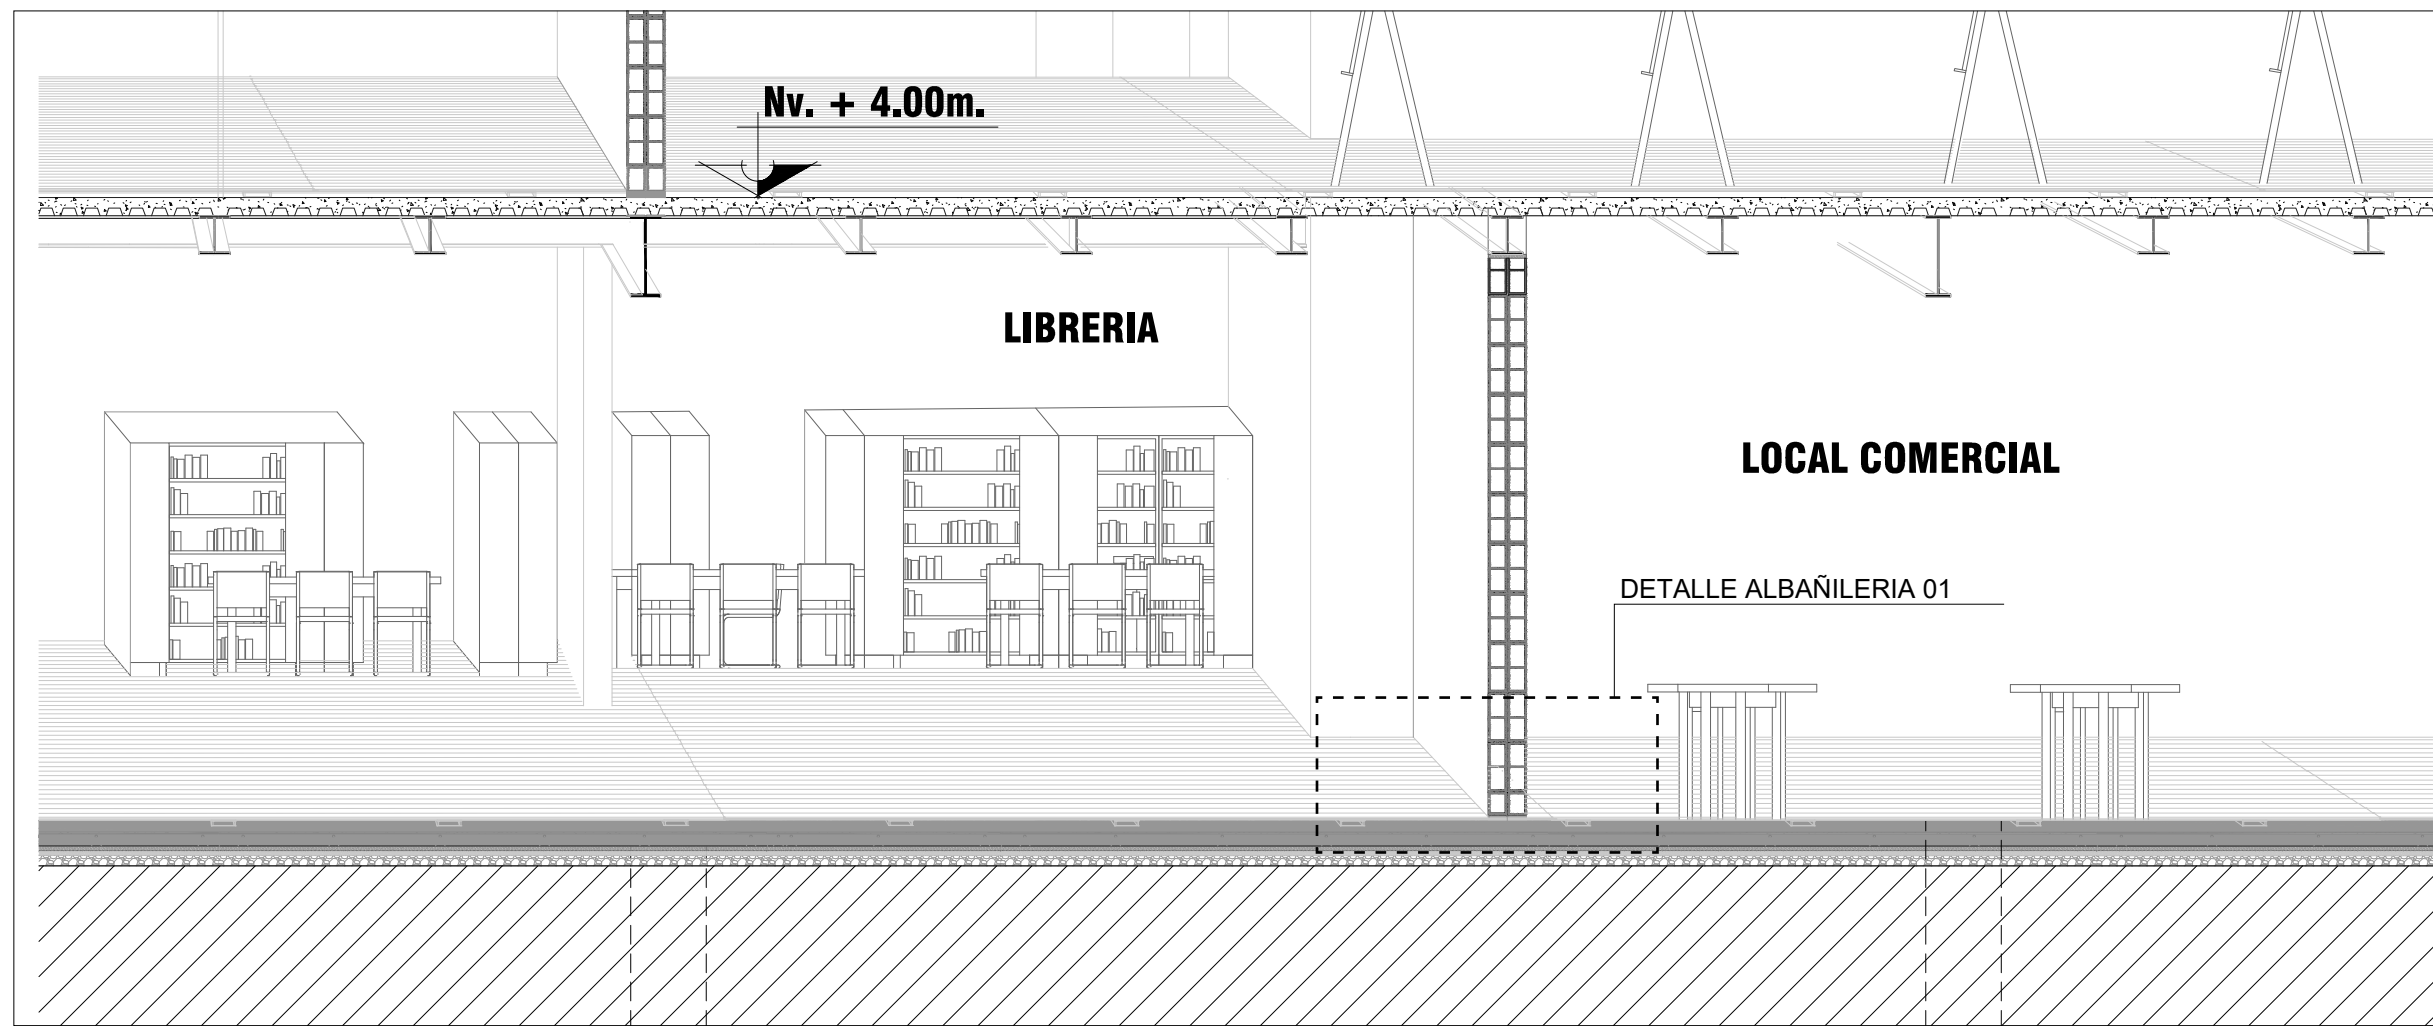 Nv. + 4.00m.
LIBRERIA
LOCAL COMERCIAL
DETALLE ALBAÑILERIA 01